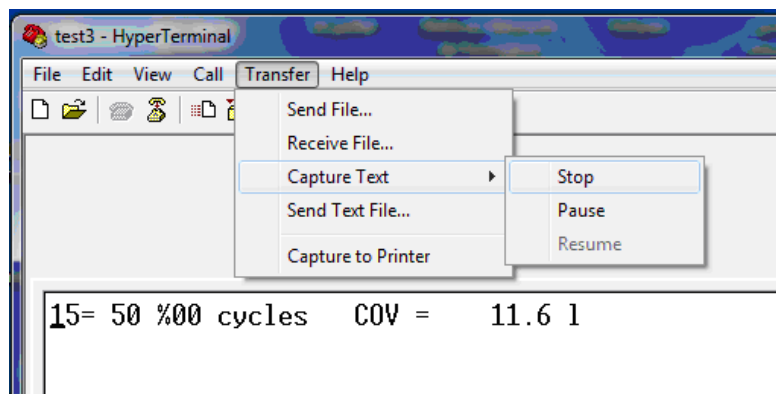 test3 - HyperTerminal
File Edit View Call Transfer Help
Send File...
Receive File...
Capture Text
Stop
Send Text File...
Pause
Capture to Printer
Resume
15= 50 %00 cycles COV = 11.6 l